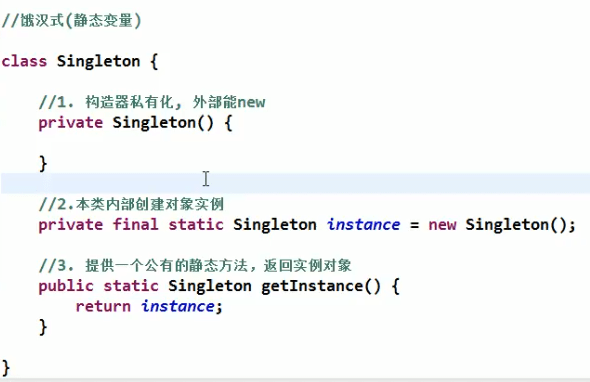 //饿汉式(静态变量)
class Singleton {
//1. 构造器私有化, 外部能new
private Singleton() {
}
//2.本类内部创建对象实例
private final static Singleton instance = new Singleton();
//3. 提供一个公有的静态方法，返回实例对象
public static Singleton getInstance() {
return instance;
}
}